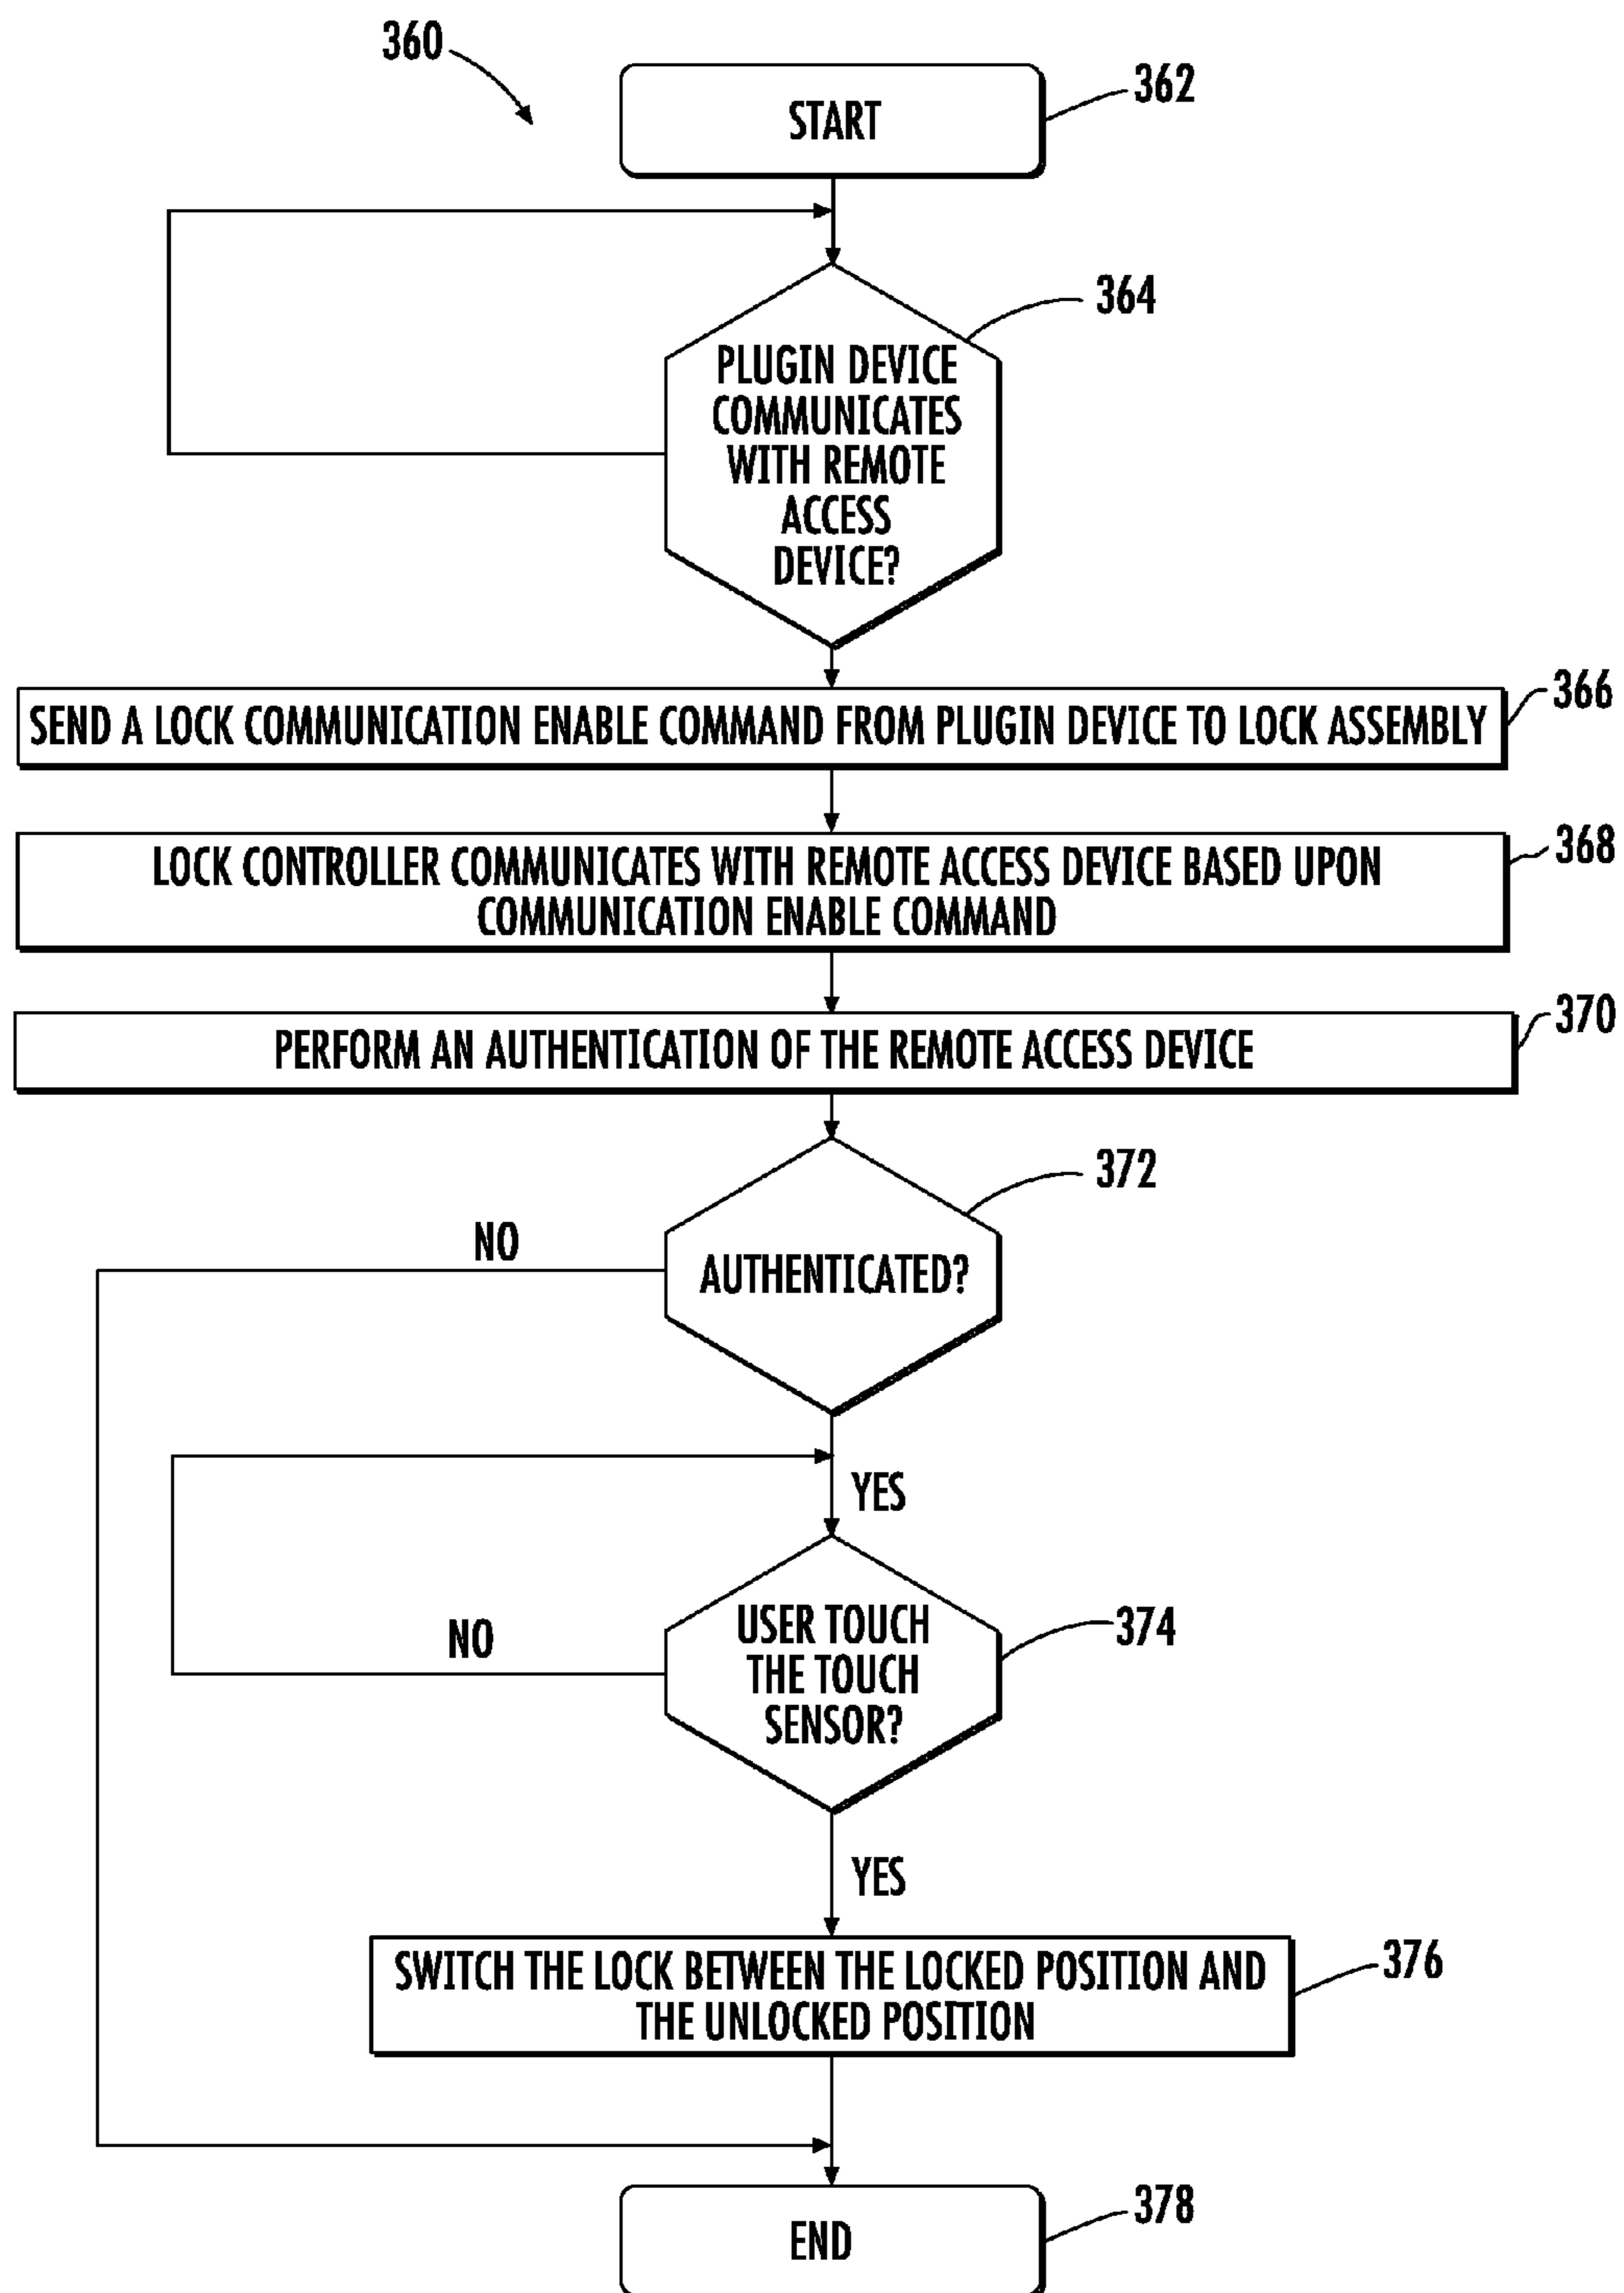 360
START
362
PLUGIN DEVICE
COMMUNICATES
WITH REMOTE
ACCESS
DEVICE?
364
SEND A LOCK COMMUNICATION ENABLE COMMAND FROM PLUGIN DEVICE TO LOCK ASSEMBLY
366
LOCK CONTROLLER COMMUNICATES WITH REMOTE ACCESS DEVICE BASED UPON
COMMUNICATION ENABLE COMMAND
368
PERFORM AN AUTHENTICATION OF THE REMOTE ACCESS DEVICE
370
AUTHENTICATED?
372
NO
YES
USER TOUCH
THE TOUCH
SENSOR?
374
NO
YES
SWITCH THE LOCK BETWEEN THE LOCKED POSITION AND
THE UNLOCKED POSITION
376
END
378